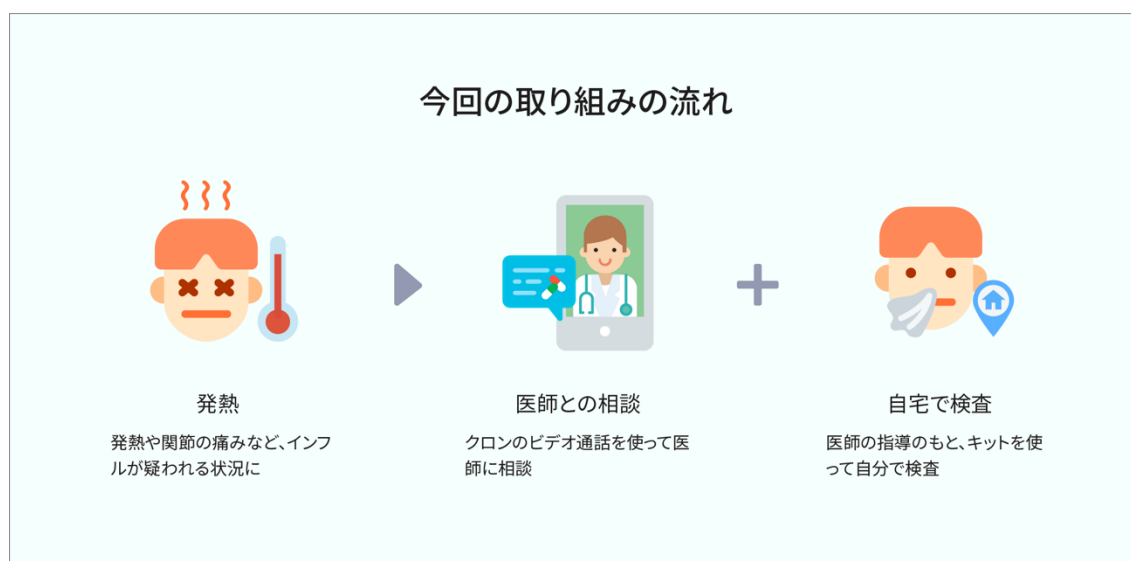 今回の取り組みの流れ
発熱
発熱や関節の痛みなど、インフ
ルが疑われる状況に
医師との相談
クロンのビデオ通話を使って医
師に相談
自宅で検査
医師の指導のもと、キットを使
って自分で検査